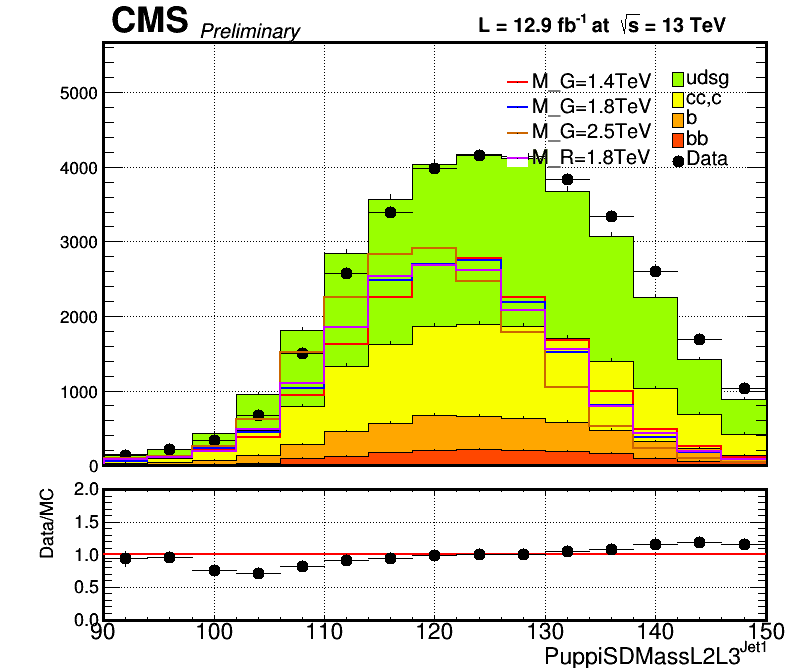 CMS Preliminary L = 12.9 fb⁻¹ at √s = 13 TeV
M_G=1.4TeV
M_G=1.8TeV
M_G=2.5TeV
M_R=1.8TeV
udsg
cc,c
b
bb
Data
5000
4000
3000
2000
1000
0
Data/MC
2.0
1.5
1.0
0.5
0.0
90 100 110 120 130 140 150
PuppiSDMassL2L3^Jet1